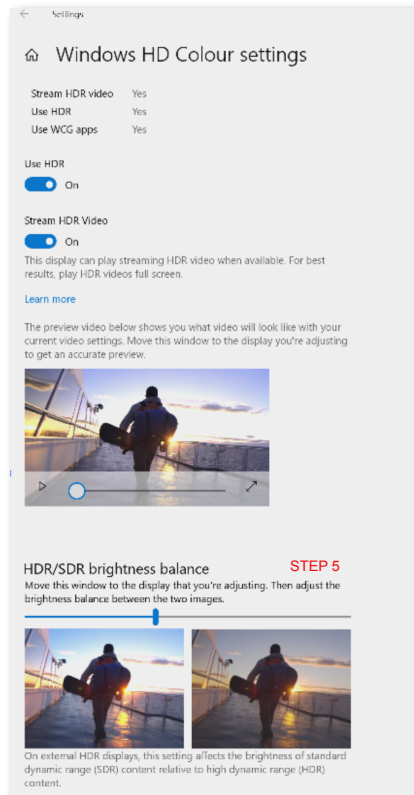 Settings
Windows HD Colour settings
Stream HDR video Yes
Use HDR Yes
Use WCG apps Yes
Use HDR
On
Stream HDR Video
On
This display can play streaming HDR video when available. For best
results, play HDR videos full screen.
Learn more
The preview video below shows you what video will look like with your
current video settings. Move this window to the display you're adjusting
to get an accurate preview.
HDR/SDR brightness balance STEP 5
Move this window to the display that you're adjusting. Then adjust the
brightness balance between the two images.
On external HDR displays, this setting affects the brightness of standard
dynamic range (SDR) content relative to high dynamic range (HDR)
content.